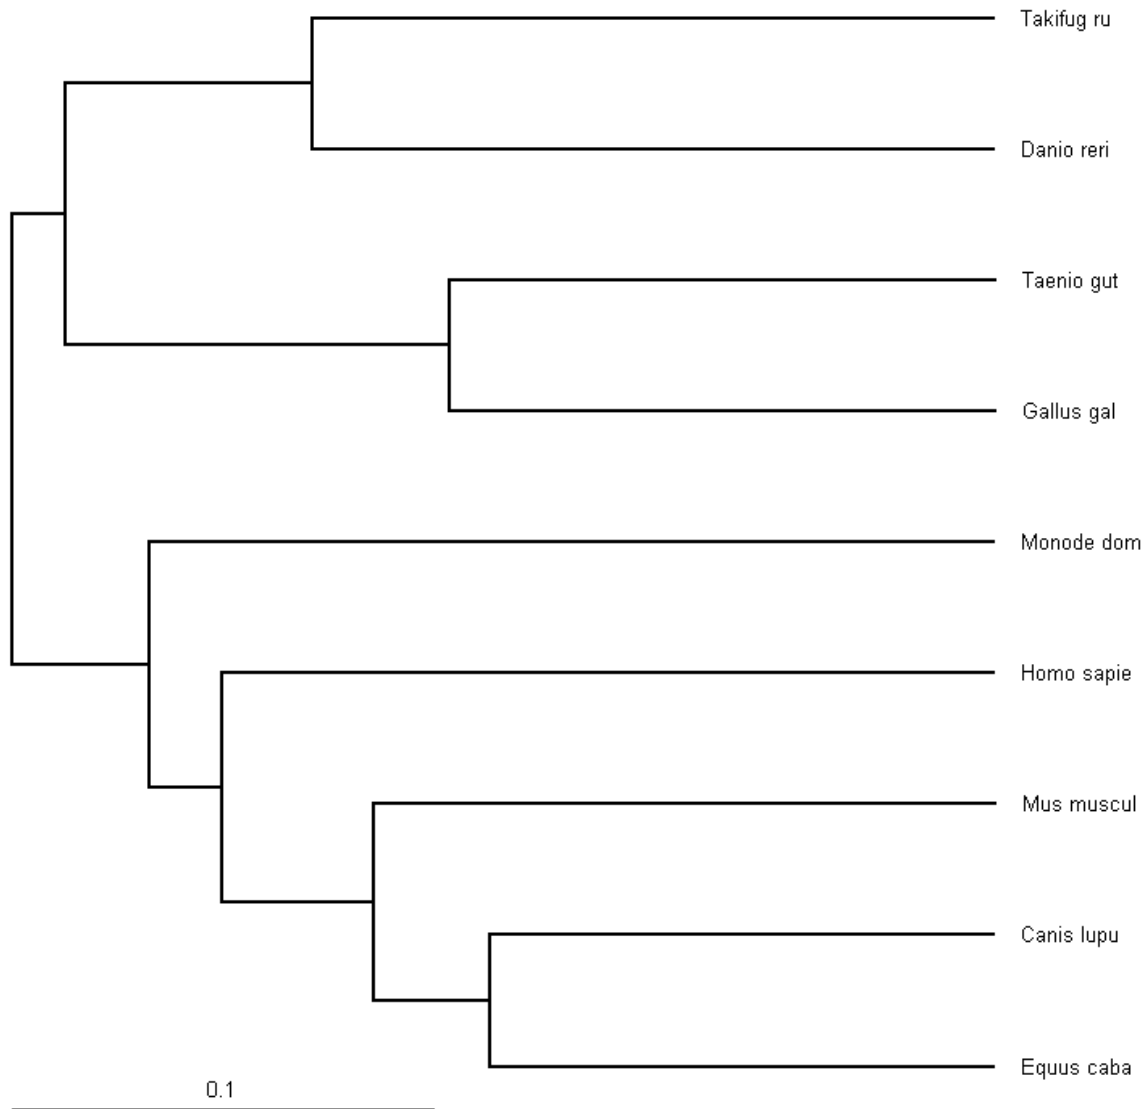 Takifug ru
Danio reri
Taenio gut
Gallus gal
Monode dom
Homo sapie
Mus muscul
Canis lupu
Equus caba
0.1